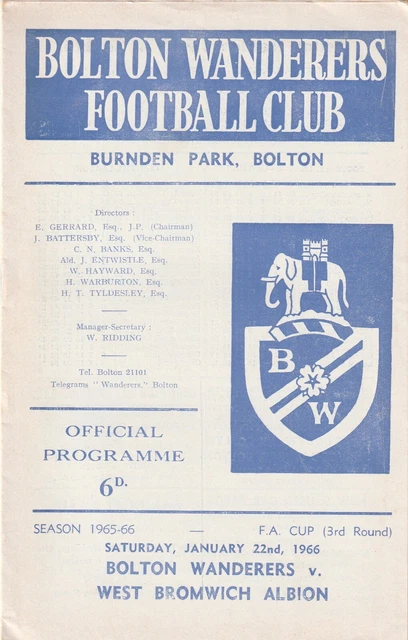 BOLTON WANDERERS
FOOTBALL CLUB
BURNDEN PARK, BOLTON
Directors :
E. GERRARD, Esq., J.P. (Chairman)
J. BATTERSBY, Esq. (Vice-Chairman)
C. N. BANKS, Esq.
Ald. J. ENTWISTLE, Esq.
W. HAYWARD, Esq.
H. WARBURTON, Esq.
H. T. TYLDESLEY, Esq.
Manager-Secretary :
W. RIDDING
Tel. Bolton 21101
Telegrams " Wanderers," Bolton
B
W
OFFICIAL
PROGRAMME
6D.
SEASON 1965-66 — F.A. CUP (3rd Round)
SATURDAY, JANUARY 22nd, 1966
BOLTON WANDERERS v.
WEST BROMWICH ALBION